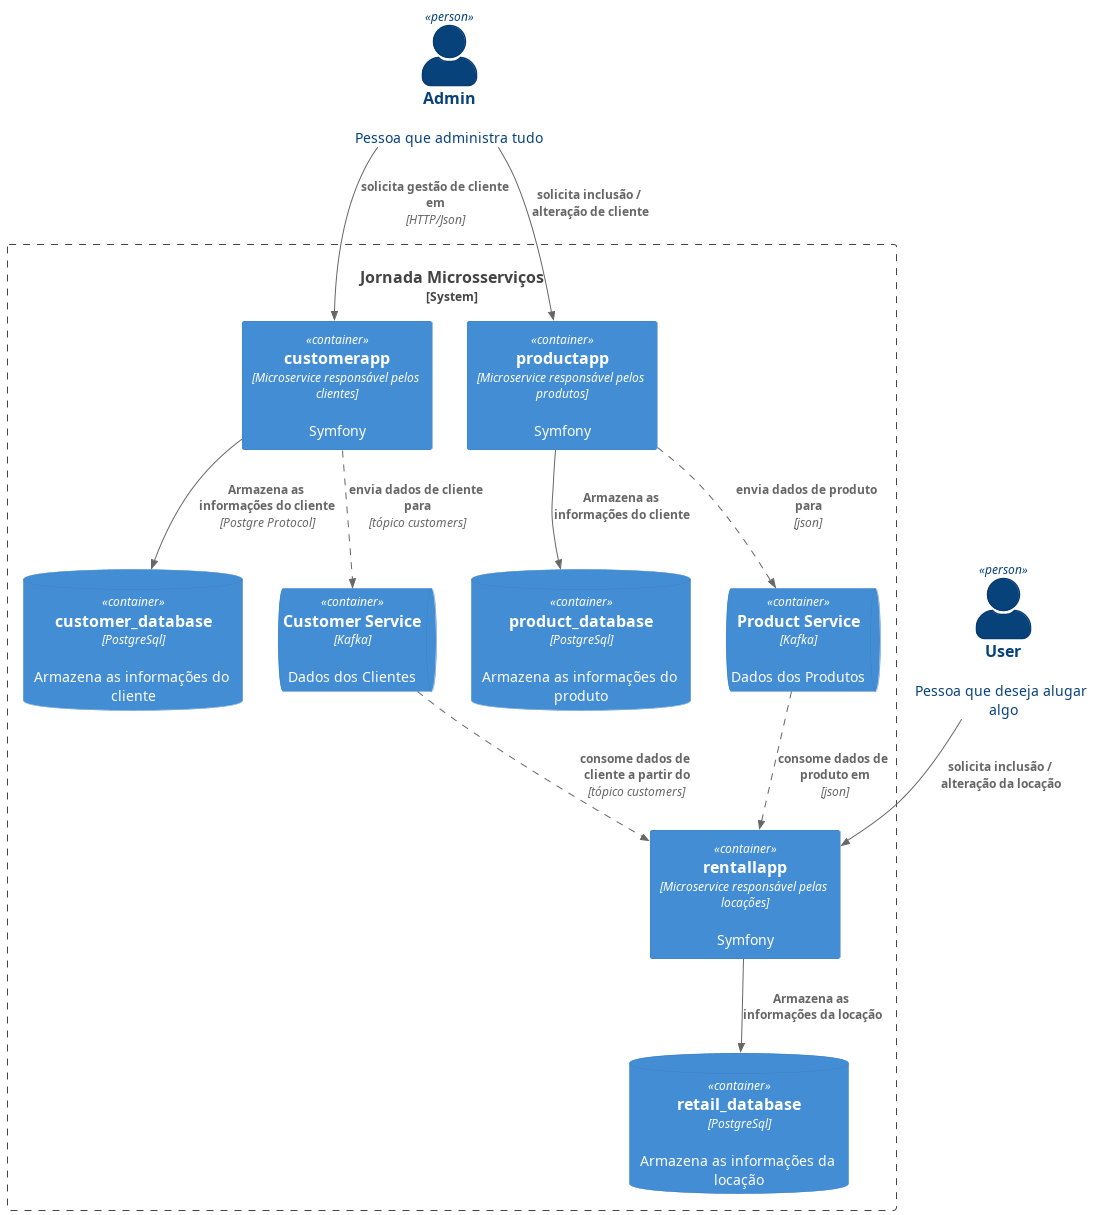 «person»
Admin
Pessoa que administra tudo
solicita gestão de cliente
em
[HTTP/Json]
solicita inclusão /
alteração de cliente
Jornada Microsserviços
[System]
«container»
customerapp
[Microservice responsável pelos
clientes]
Symfony
«container»
productapp
[Microservice responsável pelos
produtos]
Symfony
Armazena as
informações do cliente
[Postgre Protocol]
envia dados de cliente
para
[tópico customers]
Armazena as
informações do cliente
envia dados de produto
para
[json]
«container»
customer_database
[PostgreSql]
Armazena as informações do
cliente
«container»
Customer Service
[Kafka]
Dados dos Clientes
«container»
product_database
[PostgreSql]
Armazena as informações do
produto
«container»
Product Service
[Kafka]
Dados dos Produtos
«person»
User
Pessoa que deseja alugar
algo
consome dados de
cliente a partir do
[tópico customers]
consome dados de
produto em
[json]
solicita inclusão /
alteração da locação
«container»
rentallapp
[Microservice responsável pelas
locações]
Symfony
Armazena as
informações da locação
«container»
retail_database
[PostgreSql]
Armazena as informações da
locação